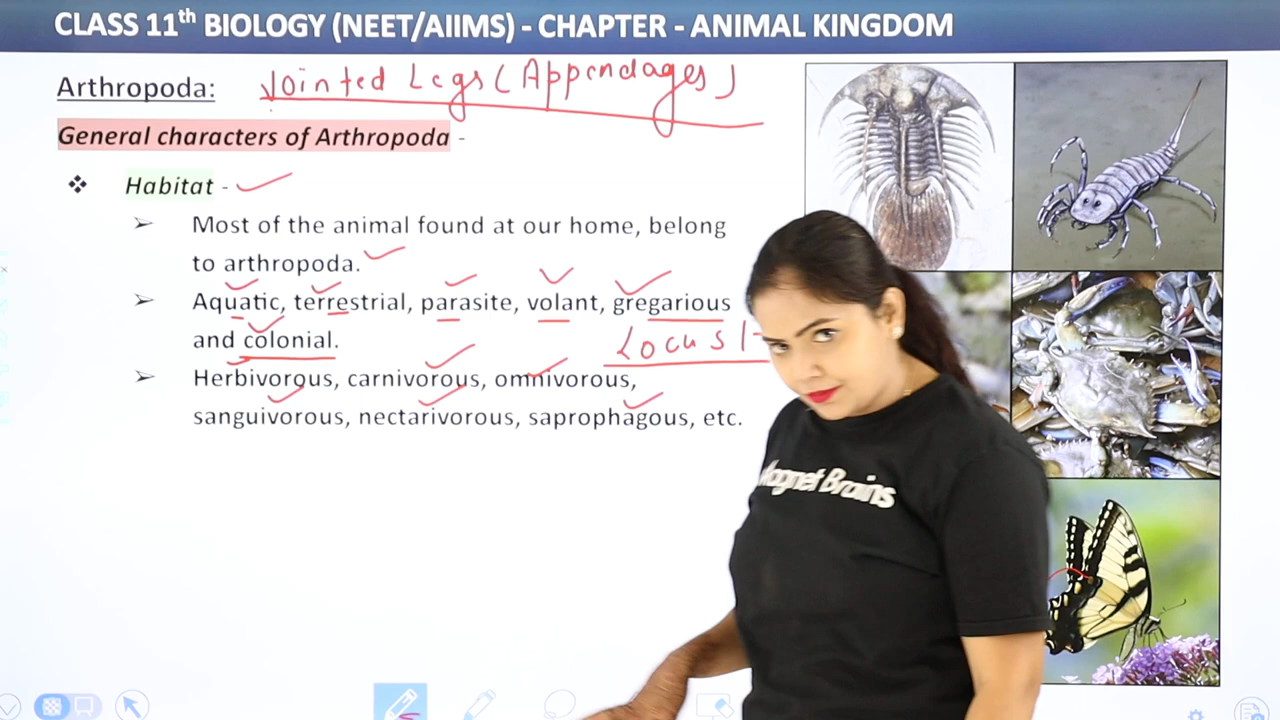 CLASS 11th BIOLOGY (NEET/AIIMS) - CHAPTER - ANIMAL KINGDOM
Arthropoda: Jointed Legs (Appendages)
General characters of Arthropoda -
❖ Habitat -
➢ Most of the animal found at our home, belong
to arthropoda.
➢ Aquatic, terrestrial, parasite, volant, gregarious
and colonial. Locust
➢ Herbivorous, carnivorous, omnivorous,
sanguivorous, nectarivorous, saprophagous, etc.
Magnet Brains